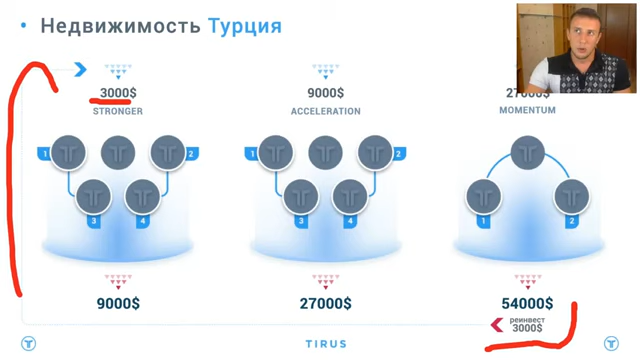 • Недвижимость Турция
3000$
STRONGER
9000$
ACCELERATION
27000$
MOMENTUM
1
2
3
4
1
2
3
4
1
2
9000$
27000$
54000$
реинвест
3000$
TIRUS